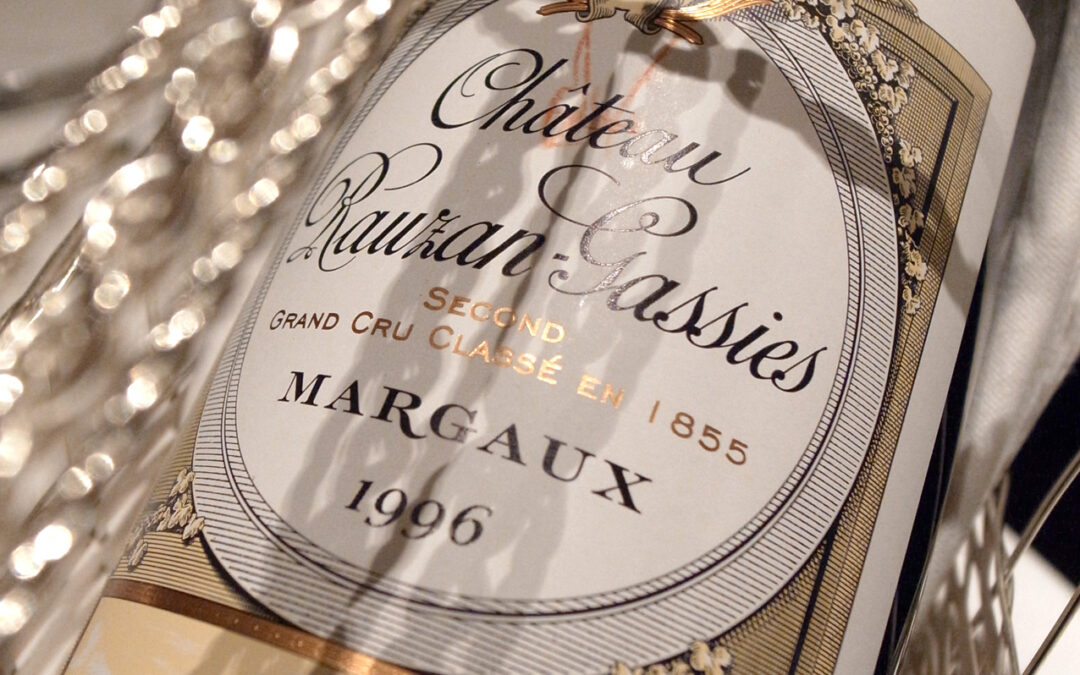 Château
Rauzan-Gassies
SECOND
GRAND CRU CLASSÉ EN 1855
MARGAUX
1996